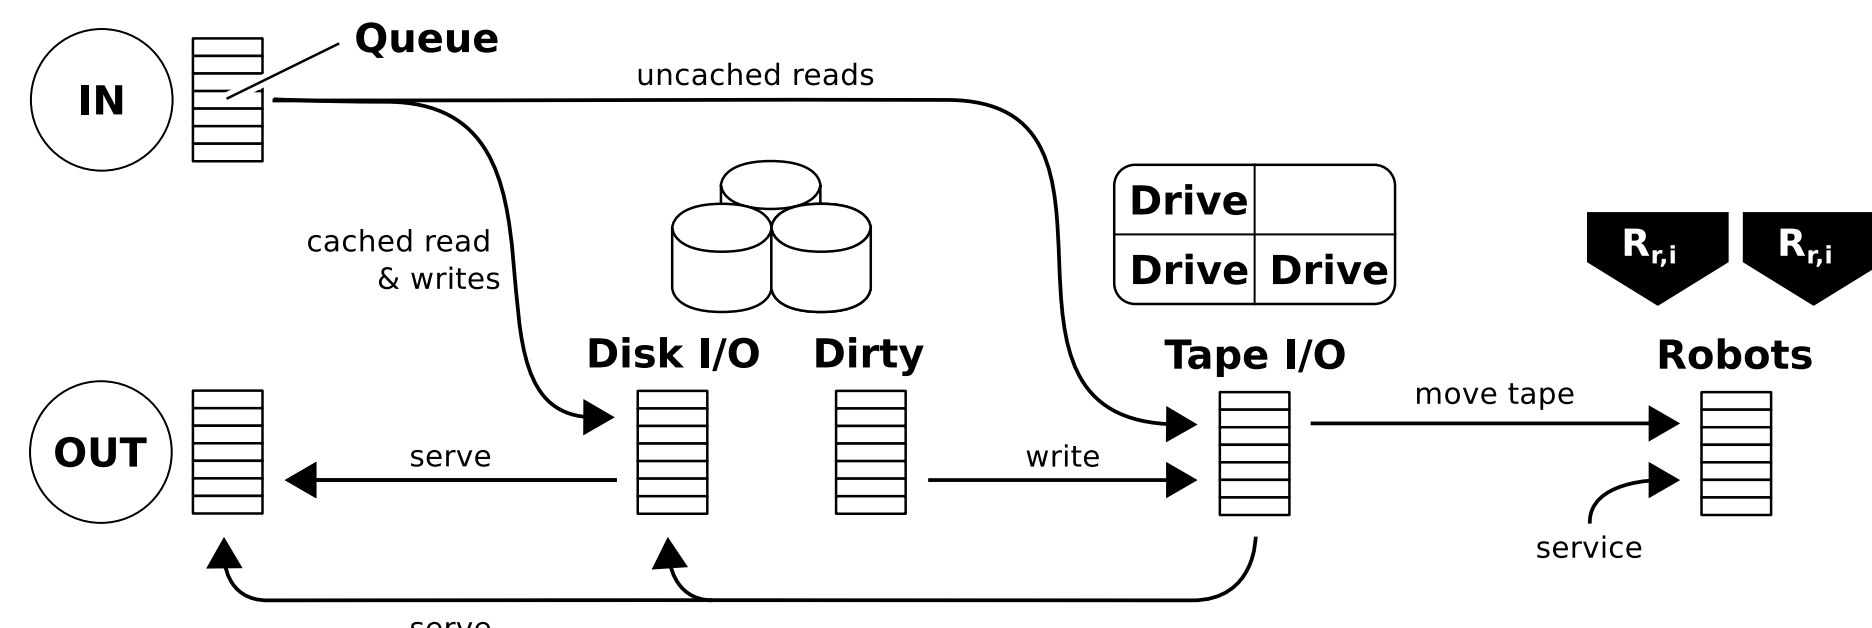 Queue
IN
uncached reads
cached read
& writes
Drive
Drive Drive
Rr,i Rr,i
Disk I/O Dirty Tape I/O Robots
move tape
OUT
serve
write
service
serve